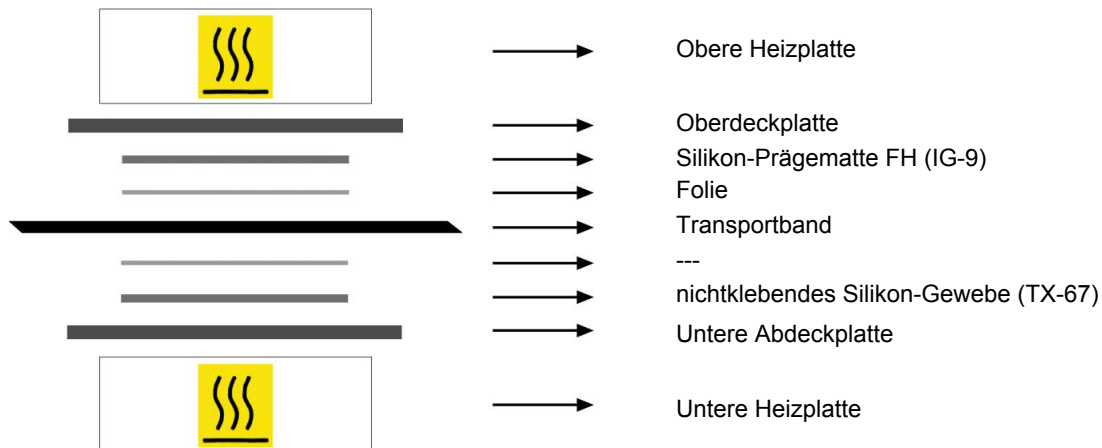 Obere Heizplatte
Oberdeckplatte
Silikon-Prägematte FH (IG-9)
Folie
Transportband
---
nichtklebendes Silikon-Gewebe (TX-67)
Untere Abdeckplatte
Untere Heizplatte